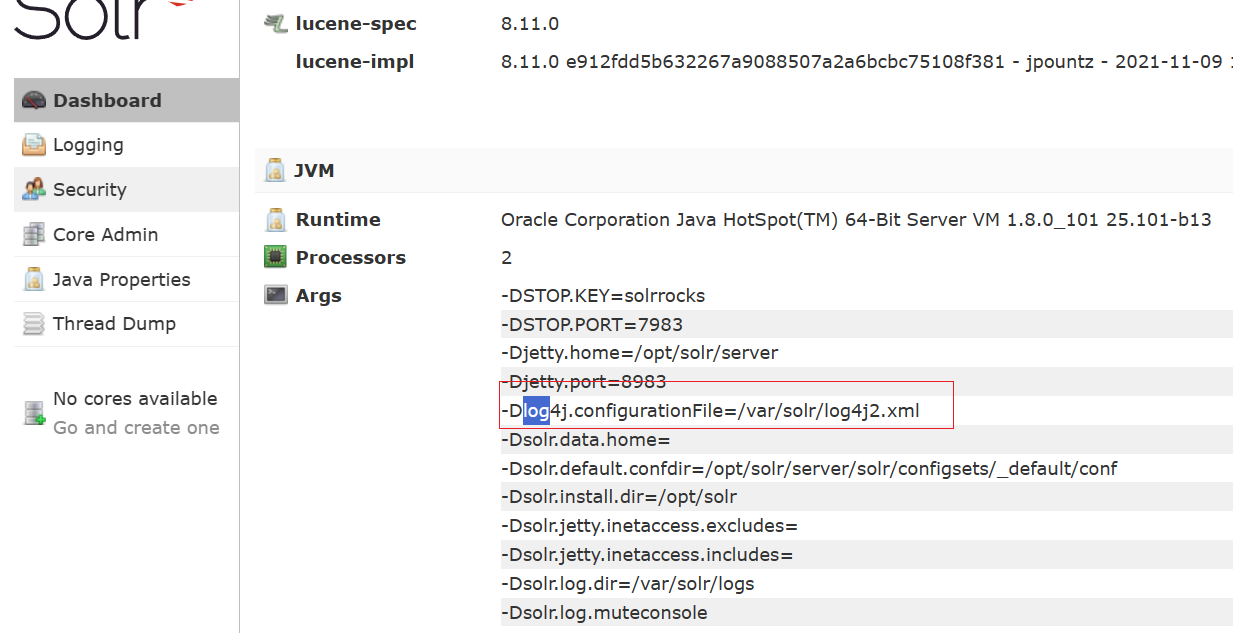 Solr
lucene-spec 8.11.0
lucene-impl 8.11.0 e912fdd5b632267a9088507a2a6bcbc75108f381 - jpountz - 2021-11-09
Dashboard
Logging
Security
Core Admin
Java Properties
Thread Dump
No cores available
Go and create one
JVM
Runtime Oracle Corporation Java HotSpot(TM) 64-Bit Server VM 1.8.0_101 25.101-b13
Processors 2
Args -DSTOP.KEY=solrrocks
-DSTOP.PORT=7983
-Djetty.home=/opt/solr/server
-Djetty.port=8983
-Dlog4j.configurationFile=/var/solr/log4j2.xml
-Dsolr.data.home=
-Dsolr.default.confdir=/opt/solr/server/solr/configsets/_default/conf
-Dsolr.install.dir=/opt/solr
-Dsolr.jetty.inetaccess.excludes=
-Dsolr.jetty.inetaccess.includes=
-Dsolr.log.dir=/var/solr/logs
-Dsolr.log.muteconsole